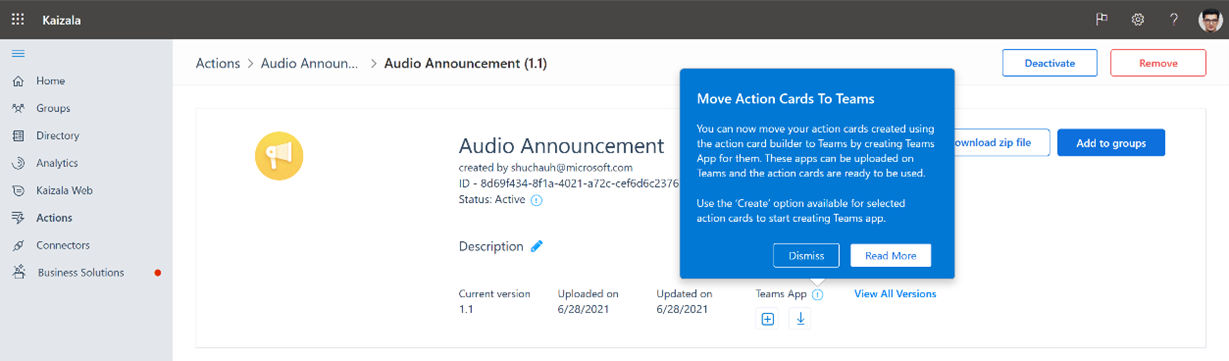 Kaizala
Home
Groups
Directory
Analytics
Kaizala Web
Actions
Connectors
Business Solutions
Actions > Audio Announ... > Audio Announcement (1.1)
Deactivate
Remove
Audio Announcement
created by shuchauh@microsoft.com
ID - 8d69f434-8f1a-4021-a72c-cef6d6c2376
Status: Active
Description
Current version
1.1
Uploaded on
6/28/2021
Updated on
6/28/2021
Teams App
View All Versions
Move Action Cards To Teams
You can now move your action cards created using
the action card builder to Teams by creating Teams
App for them. These apps can be uploaded on
Teams and the action cards are ready to be used.
Use the ‘Create’ option available for selected
action cards to start creating Teams app.
Dismiss
Read More
ownload zip file
Add to groups